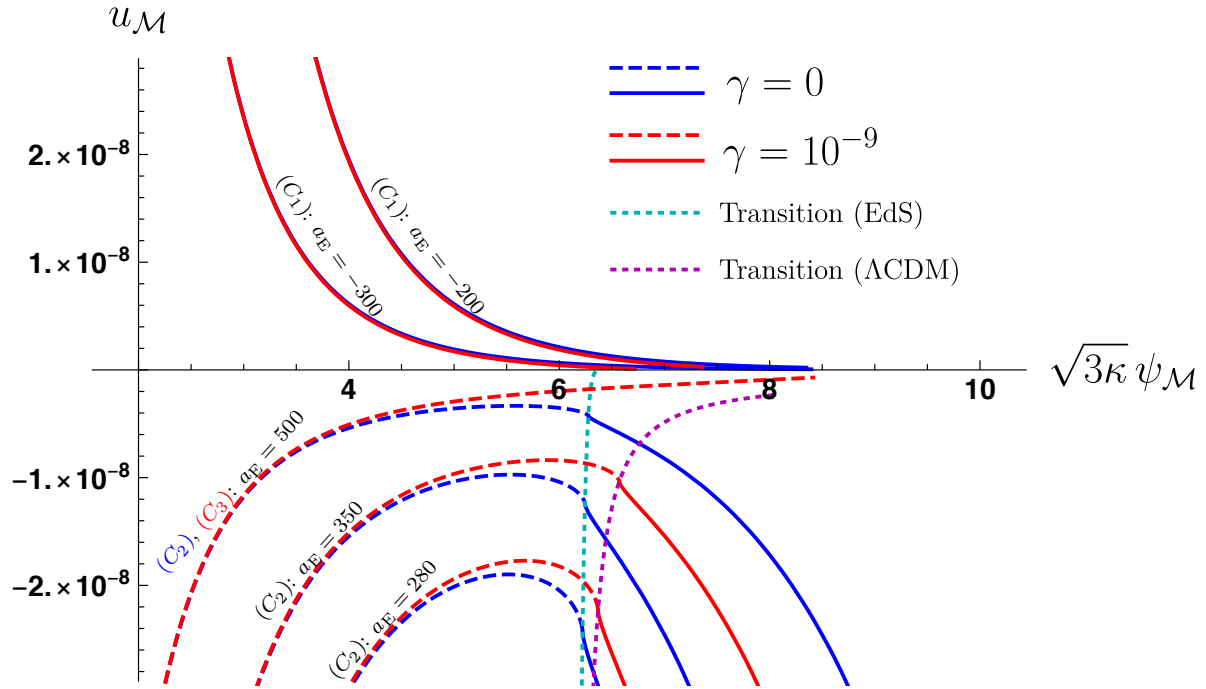 u_ℳ
γ = 0
γ = 10⁻⁹
Transition (EdS)
Transition (ΛCDM)
2.×10⁻⁸
1.×10⁻⁸
-1.×10⁻⁸
-2.×10⁻⁸
4
6
8
10
√3κ ψ_ℳ
(C₁): a_E = −300
(C₁): a_E = −200
(C₂), (C₃): a_E = 500
(C₂): a_E = 350
(C₂): a_E = 280